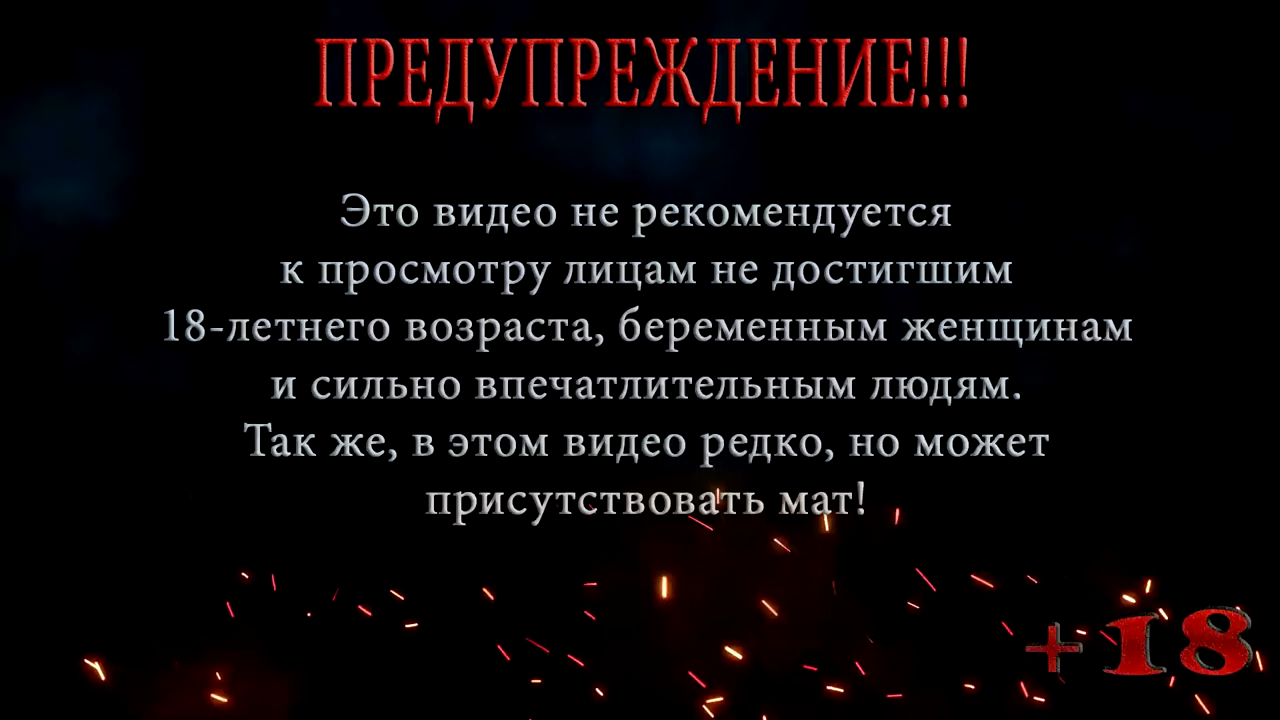 ПРЕДУПРЕЖДЕНИЕ!!!
Это видео не рекомендуется
к просмотру лицам не достигшим
18-летнего возраста, беременным женщинам
и сильно впечатлительным людям.
Так же, в этом видео редко, но может
присутствовать мат!
+18